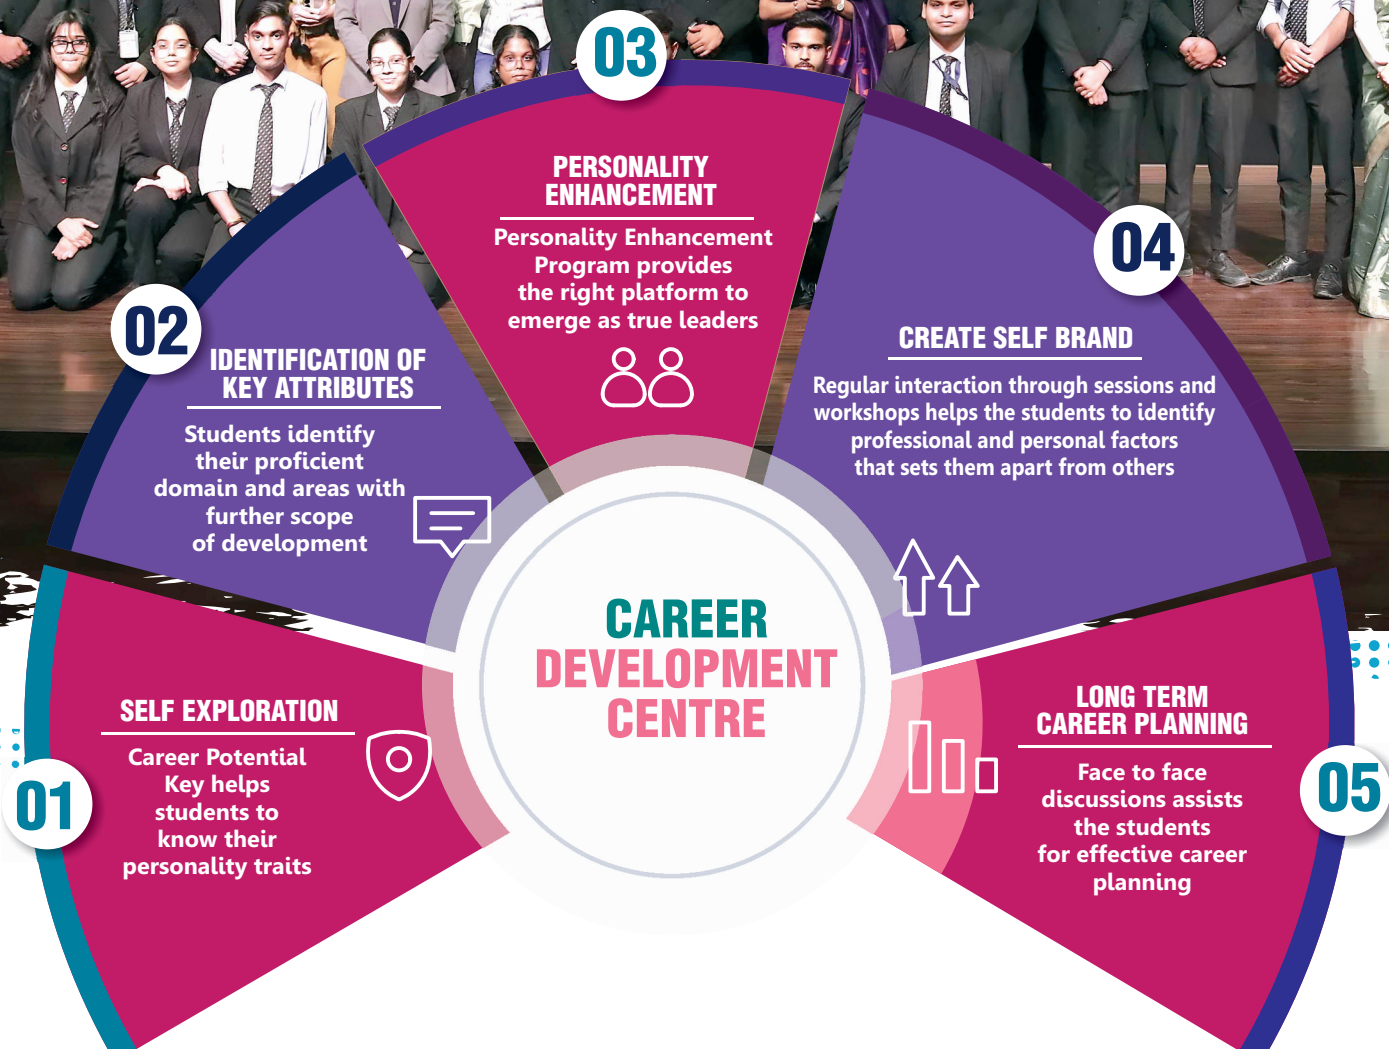 03
PERSONALITY
ENHANCEMENT
Personality Enhancement
Program provides
the right platform to
emerge as true leaders
04
CREATE SELF BRAND
Regular interaction through sessions and
workshops helps the students to identify
professional and personal factors
that sets them apart from others
02
IDENTIFICATION OF
KEY ATTRIBUTES
Students identify
their proficient
domain and areas with
further scope
of development
CAREER
DEVELOPMENT
CENTRE
01
SELF EXPLORATION
Career Potential
Key helps
students to
know their
personality traits
05
LONG TERM
CAREER PLANNING
Face to face
discussions assists
the students
for effective career
planning